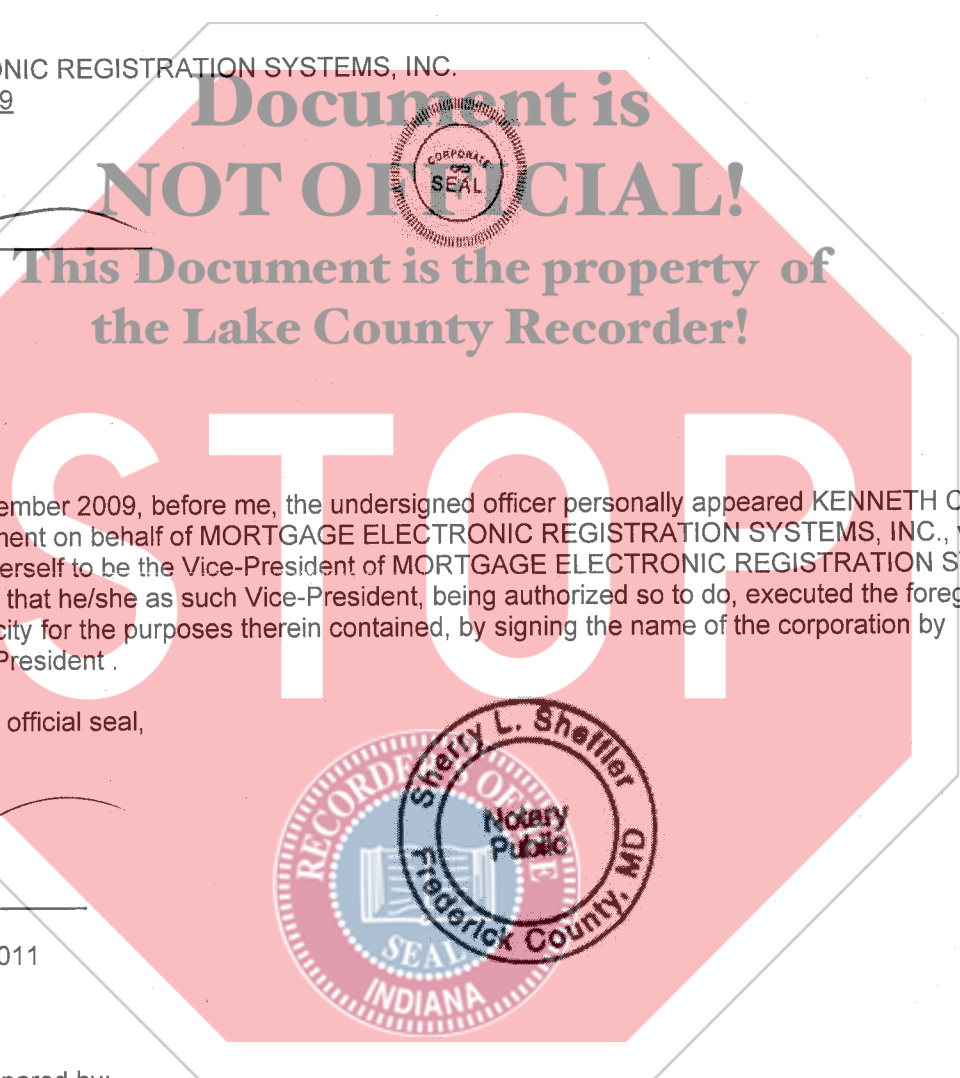 ONIC REGISTRATION SYSTEMS, INC.
9
Document is
CORPORATE
SEAL
NOT OFFICIAL!
This Document is the property of
the Lake County Recorder!
STOP
ember 2009, before me, the undersigned officer personally appeared KENNETH C
ment on behalf of MORTGAGE ELECTRONIC REGISTRATION SYSTEMS, INC.,
erself to be the Vice-President of MORTGAGE ELECTRONIC REGISTRATION S
that he/she as such Vice-President, being authorized so to do, executed the foreg
city for the purposes therein contained, by signing the name of the corporation by
President .
official seal,
Sherry L. Sheffler
Notary
Public
Frederick County, MD
RECORDER'S OFFICE
SEAL
INDIANA
011
pared by: